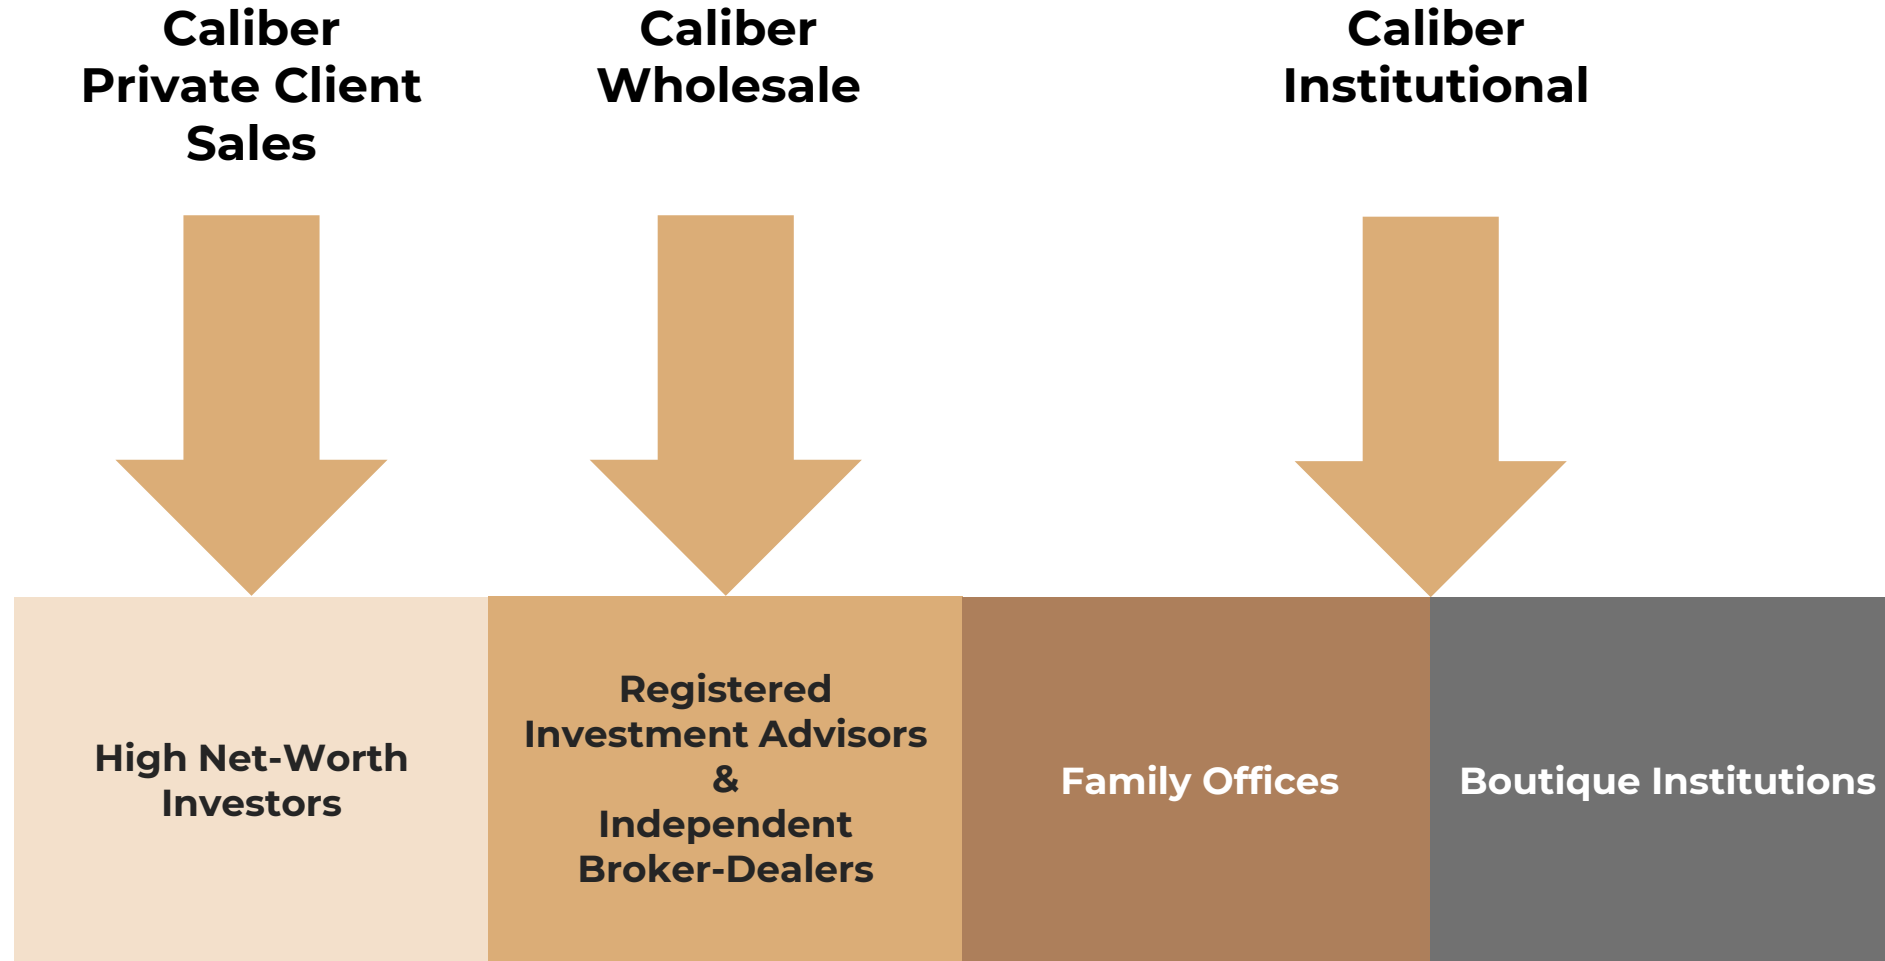 Caliber
Private Client
Sales
Caliber
Wholesale
Caliber
Institutional
High Net-Worth
Investors
Registered
Investment Advisors
&
Independent
Broker-Dealers
Family Offices
Boutique Institutions